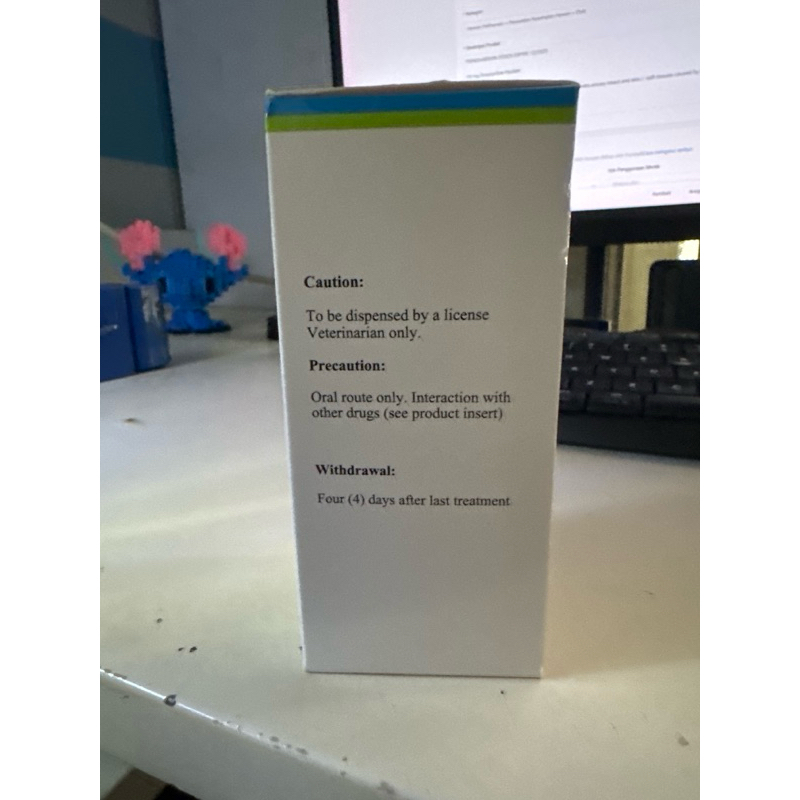 Caution:
To be dispensed by a license
Veterinarian only.
Precaution:
Oral route only. Interaction with
other drugs (see product insert)
Withdrawal:
Four (4) days after last treatment